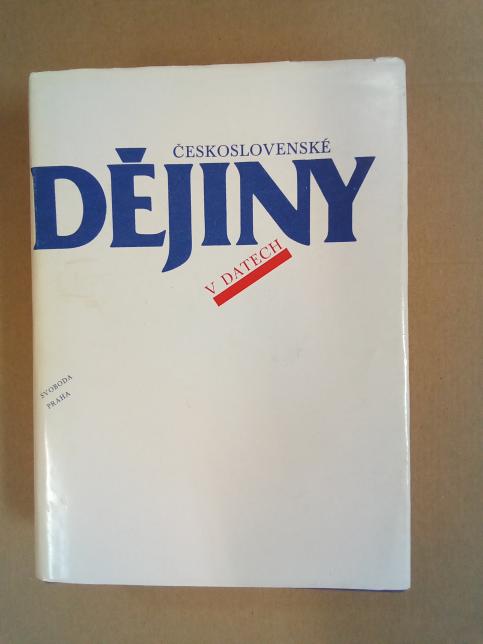 ČESKOSLOVENSKÉ
DĚJINY
V DATECH
SVOBODA
PRAHA